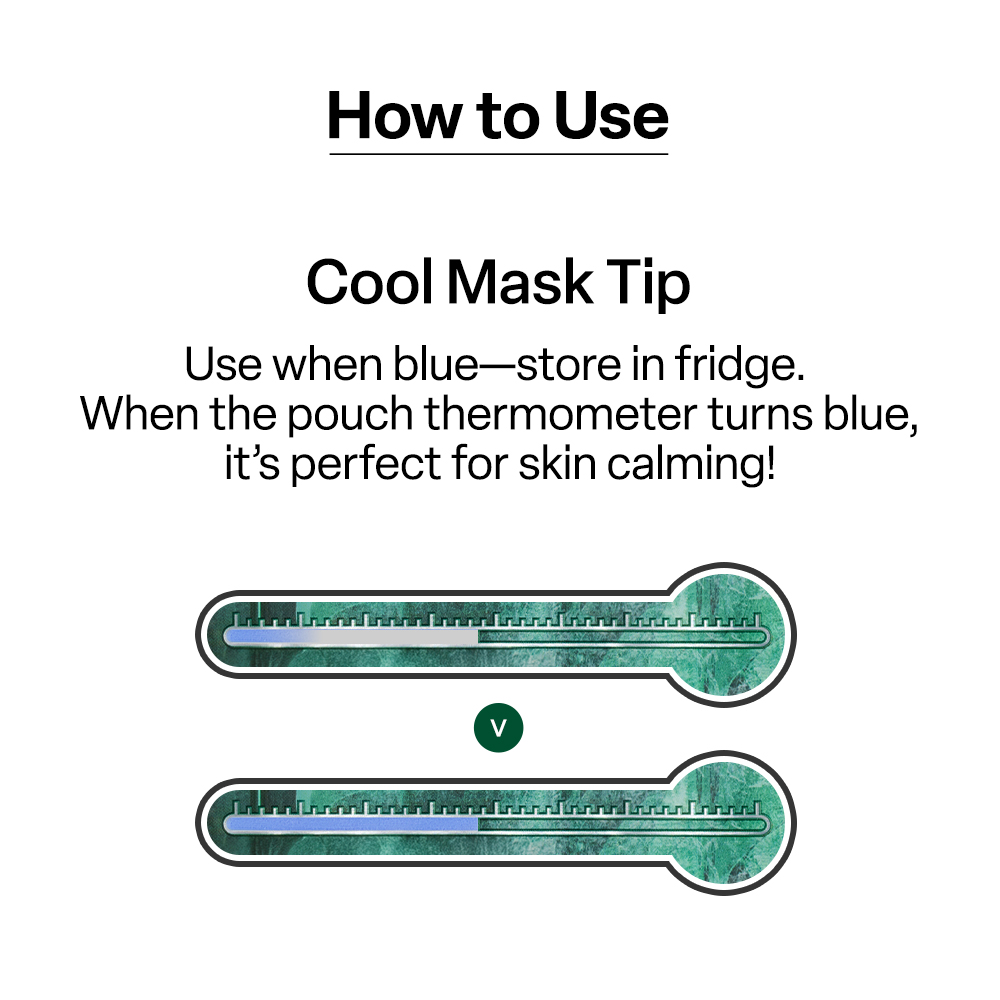 How to Use
Cool Mask Tip
Use when blue—store in fridge.
When the pouch thermometer turns blue,
it’s perfect for skin calming!
V